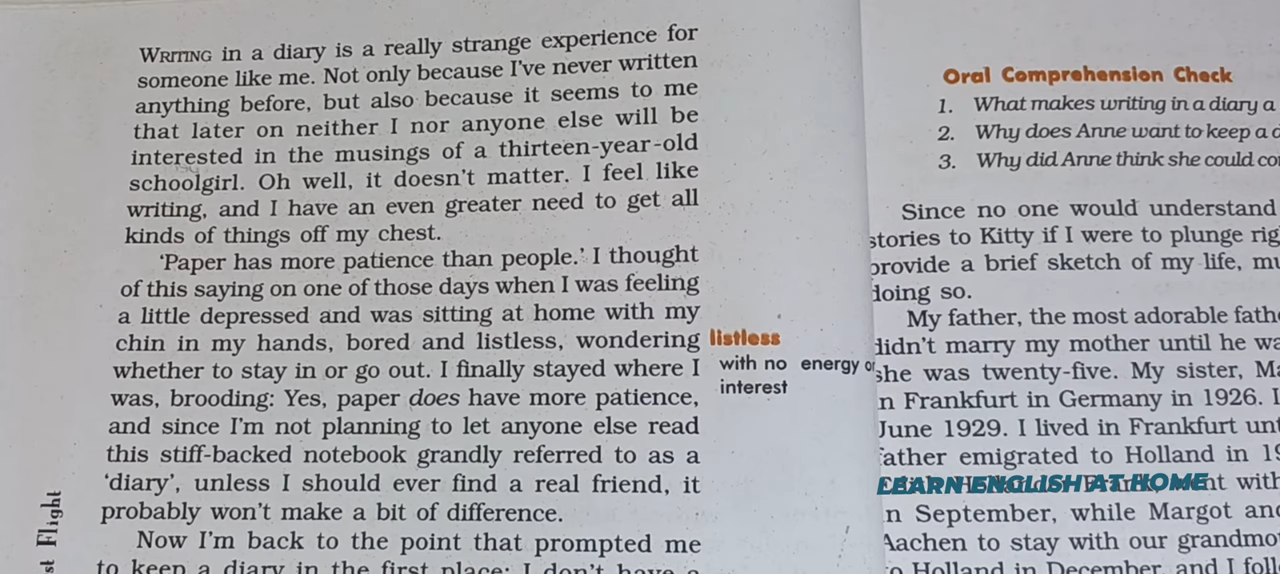 WRITING in a diary is a really strange experience for
someone like me. Not only because I've never written
anything before, but also because it seems to me
that later on neither I nor anyone else will be
interested in the musings of a thirteen-year-old
schoolgirl. Oh well, it doesn't matter. I feel like
writing, and I have an even greater need to get all
kinds of things off my chest.
'Paper has more patience than people.' I thought
of this saying on one of those days when I was feeling
a little depressed and was sitting at home with my
chin in my hands, bored and listless, wondering
whether to stay in or go out. I finally stayed where I
was, brooding: Yes, paper does have more patience,
and since I'm not planning to let anyone else read
this stiff-backed notebook grandly referred to as a
'diary', unless I should ever find a real friend, it
probably won't make a bit of difference.
Now I'm back to the point that prompted me
to keep a diary in the first place: I don't have a
listless
with no energy or
interest
st Flight
Oral Comprehension Check
1. What makes writing in a diary a
2. Why does Anne want to keep a d
3. Why did Anne think she could co
Since no one would understand
stories to Kitty if I were to plunge rig
provide a brief sketch of my life, mu
doing so.
My father, the most adorable fathe
didn't marry my mother until he wa
she was twenty-five. My sister, Ma
n Frankfurt in Germany in 1926. I
June 1929. I lived in Frankfurt unt
father emigrated to Holland in 19
LEARN ENGLISH AT HOME
nt with
n September, while Margot and
Aachen to stay with our grandmo
o Holland in December, and I foll